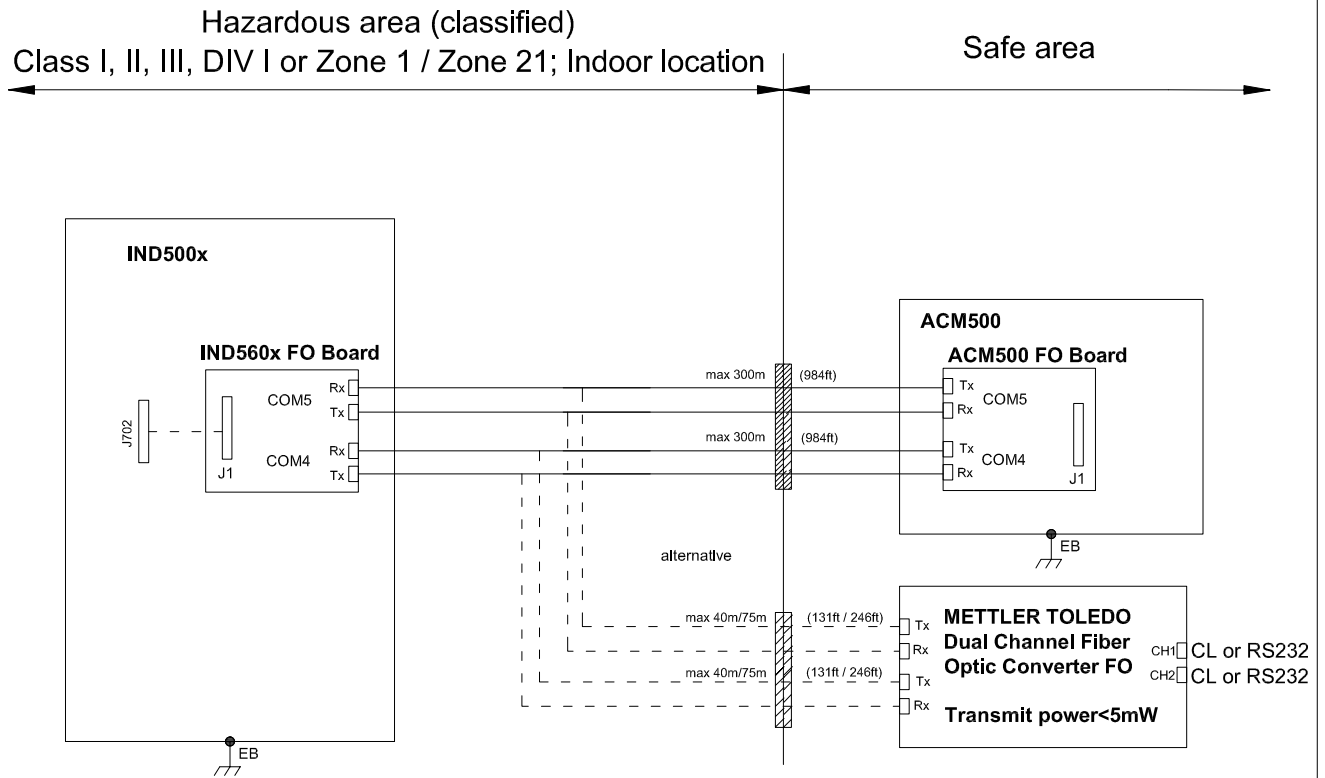 Hazardous area (classified)
Class I, II, III, DIV I or Zone 1 / Zone 21; Indoor location
Safe area
IND500x
IND560x FO Board
J702
J1
COM5
COM4
Rx
Tx
Rx
Tx
max 300m
(984ft)
max 300m
(984ft)
ACM500
ACM500 FO Board
Tx
Rx
Tx
Rx
COM5
COM4
J1
EB
alternative
max 40m/75m
(131ft / 246ft)
max 40m/75m
(131ft / 246ft)
Tx
Rx
Tx
Rx
METTLER TOLEDO
Dual Channel Fiber
Optic Converter FO
Transmit power<5mW
CH1
CL or RS232
CH2
CL or RS232
EB